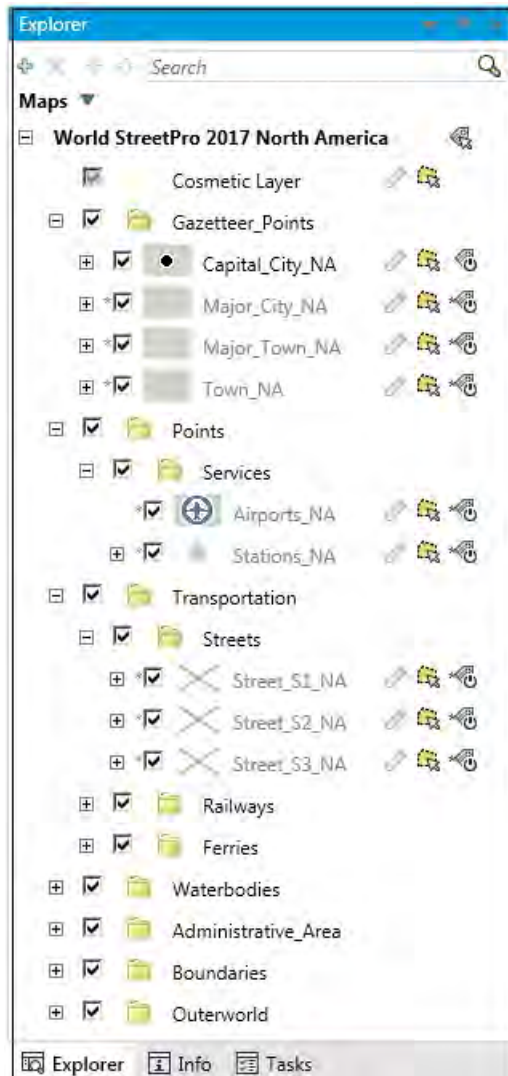 Explorer
Search
Maps
World StreetPro 2017 North America
Cosmetic Layer
Gazetteer_Points
Capital_City_NA
Major_City_NA
Major_Town_NA
Town_NA
Points
Services
Airports_NA
Stations_NA
Transportation
Streets
Street_S1_NA
Street_S2_NA
Street_S3_NA
Railways
Ferries
Waterbodies
Administrative_Area
Boundaries
Outerworld
Explorer Info Tasks